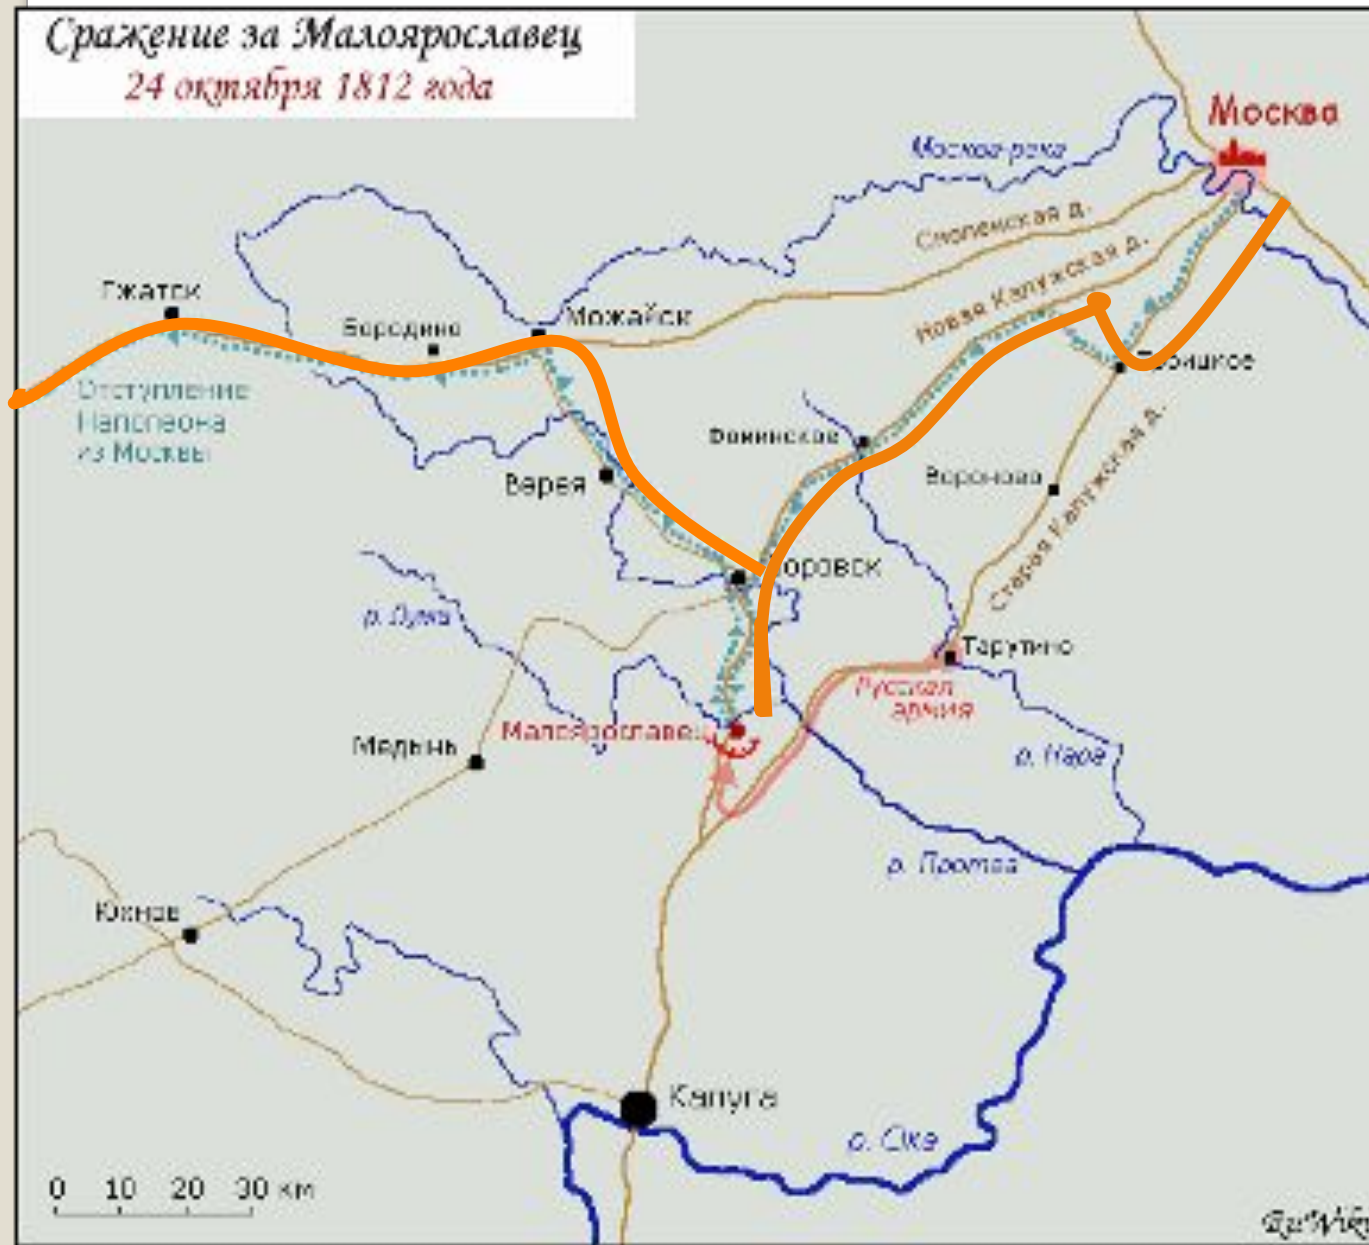 Сражение за Малоярославец
24 октября 1812 года
Москва
Москва-река
Смоленская д.
Новая Калужская д.
Гжатск
Бородино
Можайск
Отступление
Наполеона
из Москвы
Фоминское
Вороново
Верея
Старая Калужская д.
р. Лужа
Тарутино
Русская
армия
Малоярославец
Медынь
р. Нара
р. Протва
Юхнов
Калуга
р. Ока
0 10 20 30 км